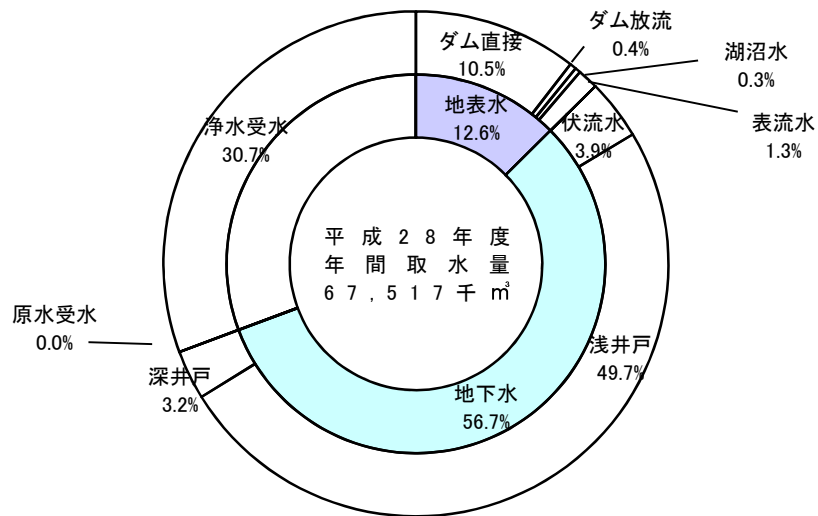 ダム放流
0.4%
ダム直接
10.5%
湖沼水
0.3%
表流水
1.3%
地表水
12.6%
伏流水
3.9%
浄水受水
30.7%
平成28年度
年間取水量
67,517千㎥
原水受水
0.0%
浅井戸
49.7%
深井戸
3.2%
地下水
56.7%